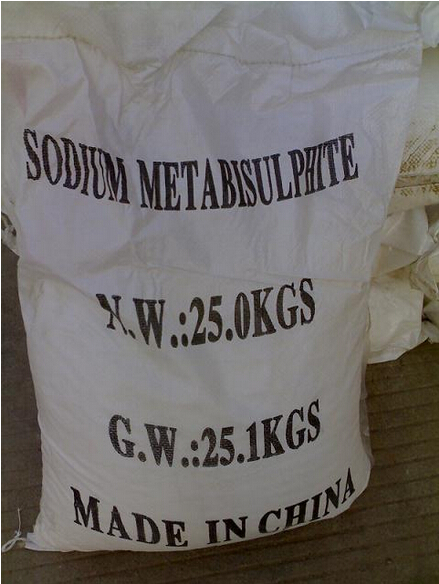 SODIUM METABISULPHITE
N.W.:25.0KGS
G.W.:25.1KGS
MADE IN CHINA